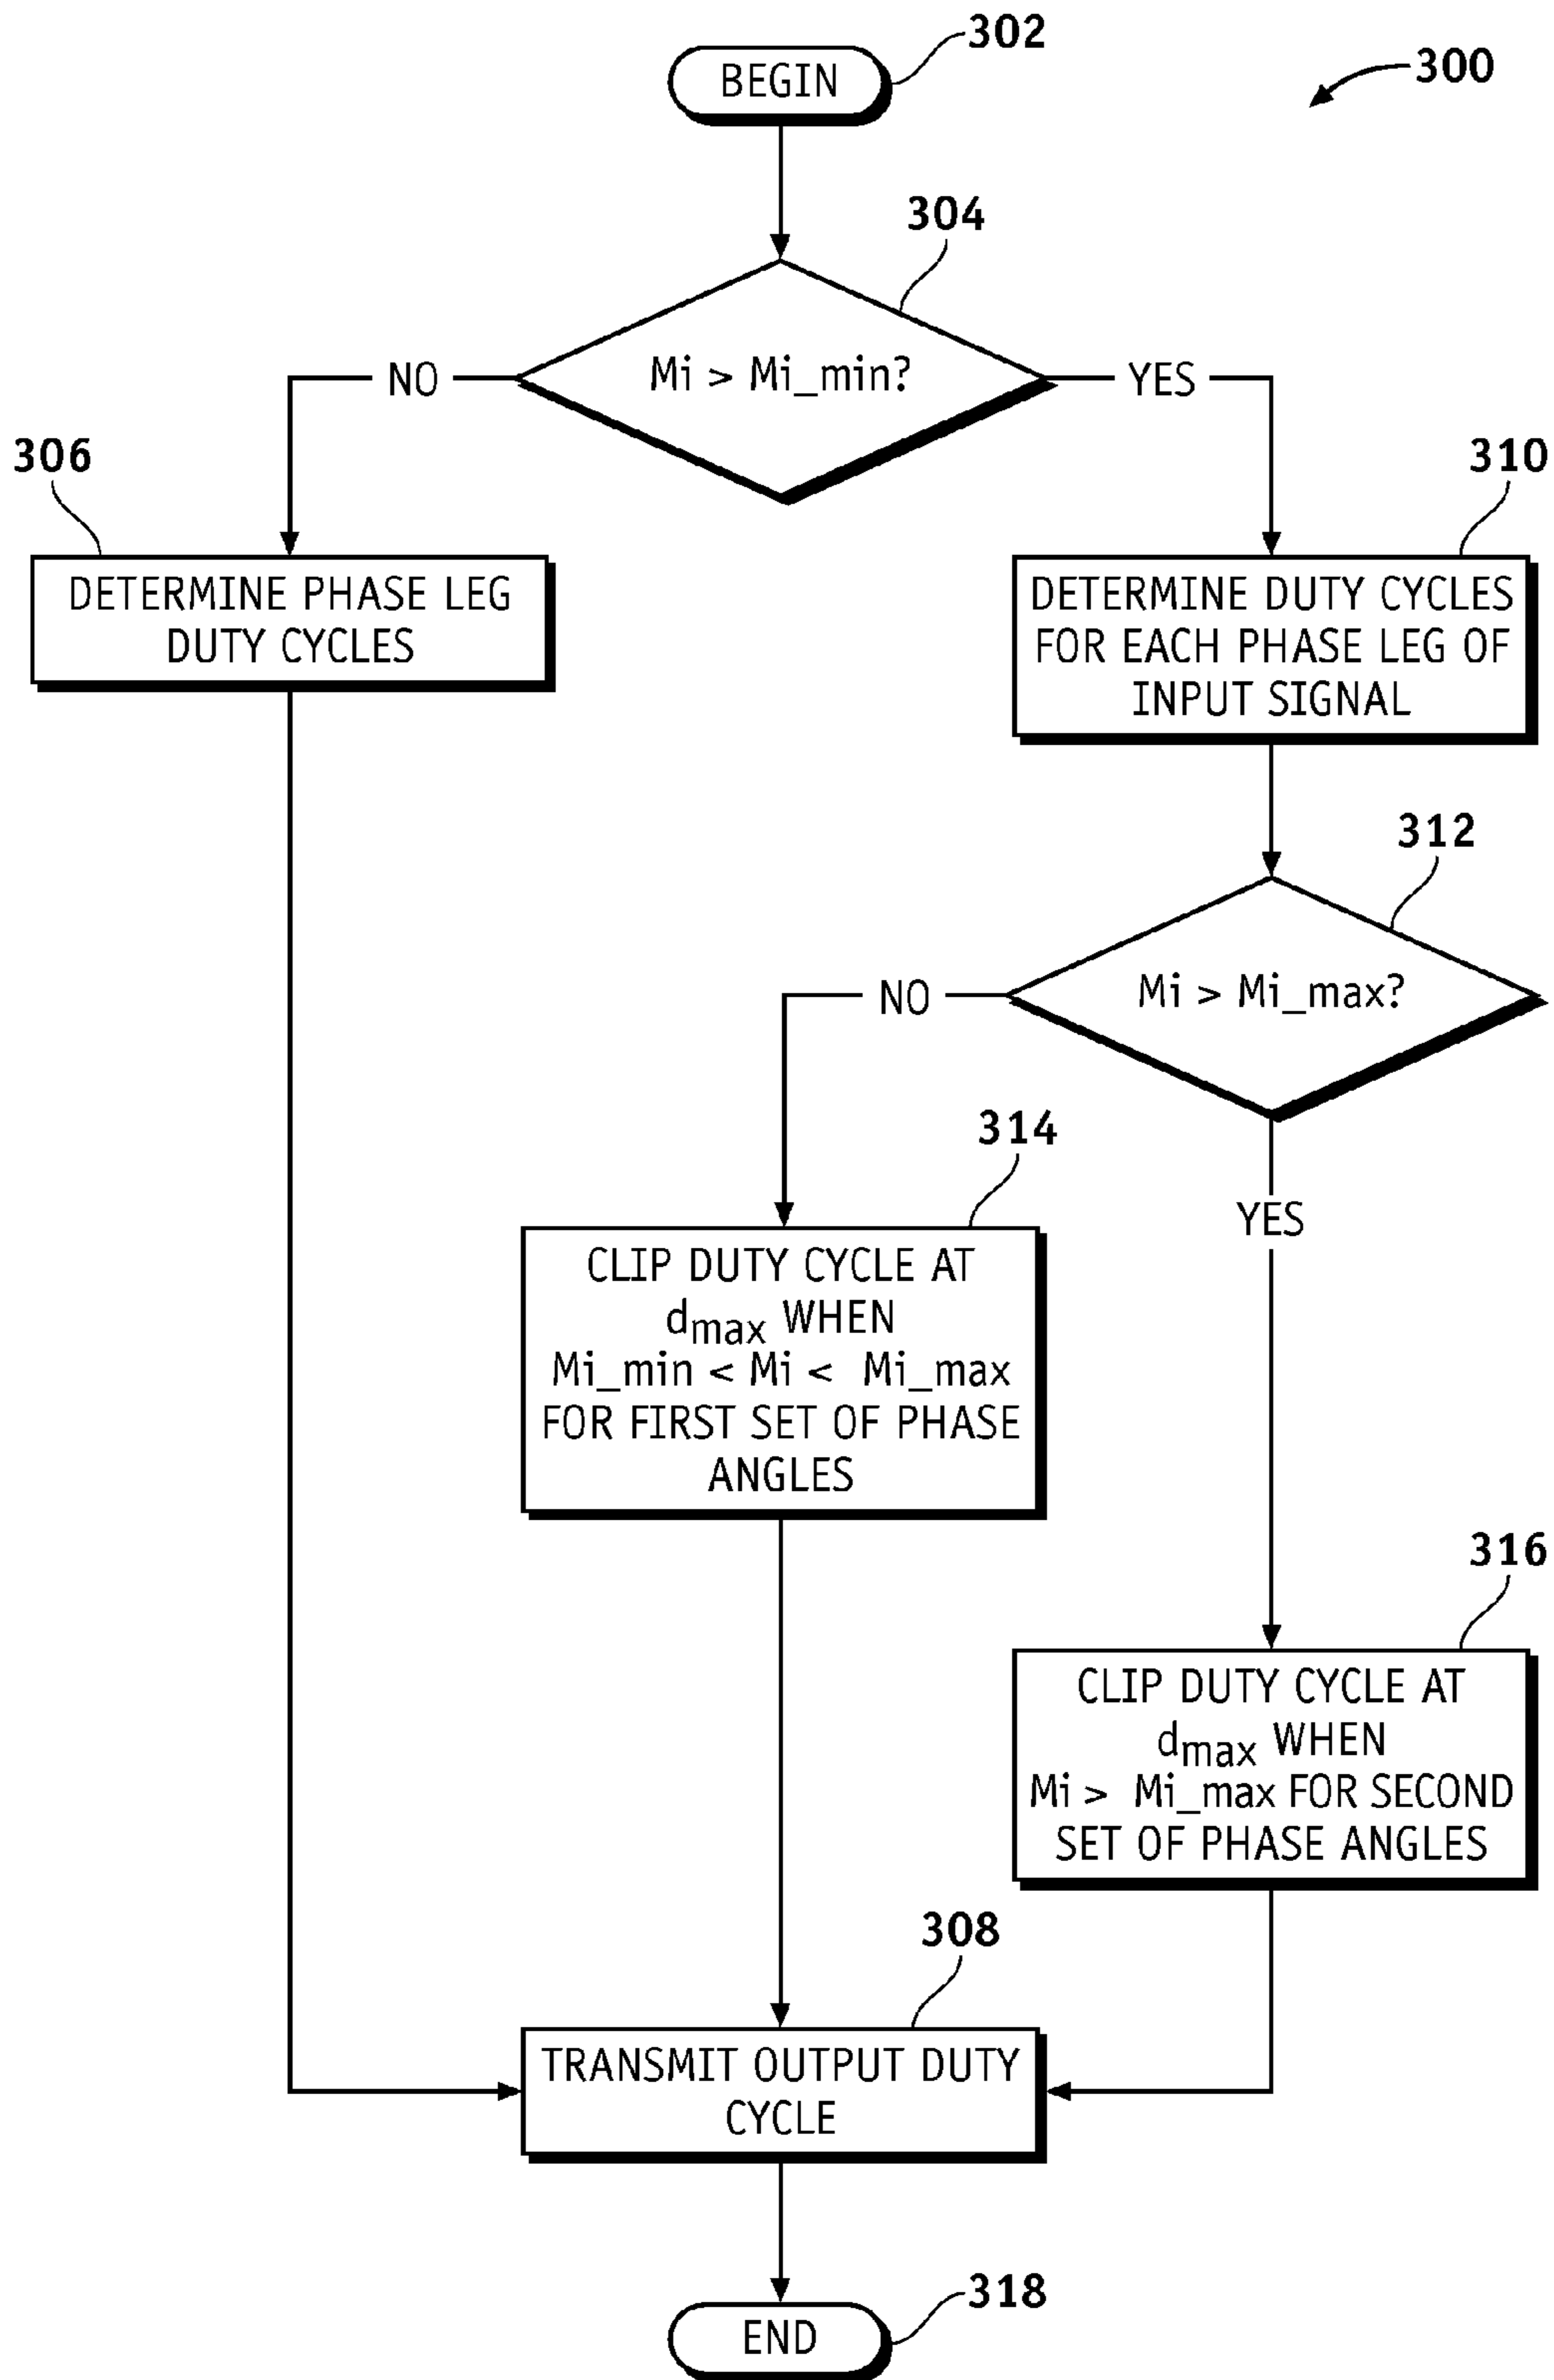 302
BEGIN
300
304
Mi > Mi_min?
NO
YES
306
DETERMINE PHASE LEG
DUTY CYCLES
310
DETERMINE DUTY CYCLES
FOR EACH PHASE LEG OF
INPUT SIGNAL
312
Mi > Mi_max?
NO
YES
314
CLIP DUTY CYCLE AT
dmax WHEN
Mi_min < Mi < Mi_max
FOR FIRST SET OF PHASE
ANGLES
316
CLIP DUTY CYCLE AT
dmax WHEN
Mi > Mi_max FOR SECOND
SET OF PHASE ANGLES
308
TRANSMIT OUTPUT DUTY
CYCLE
318
END